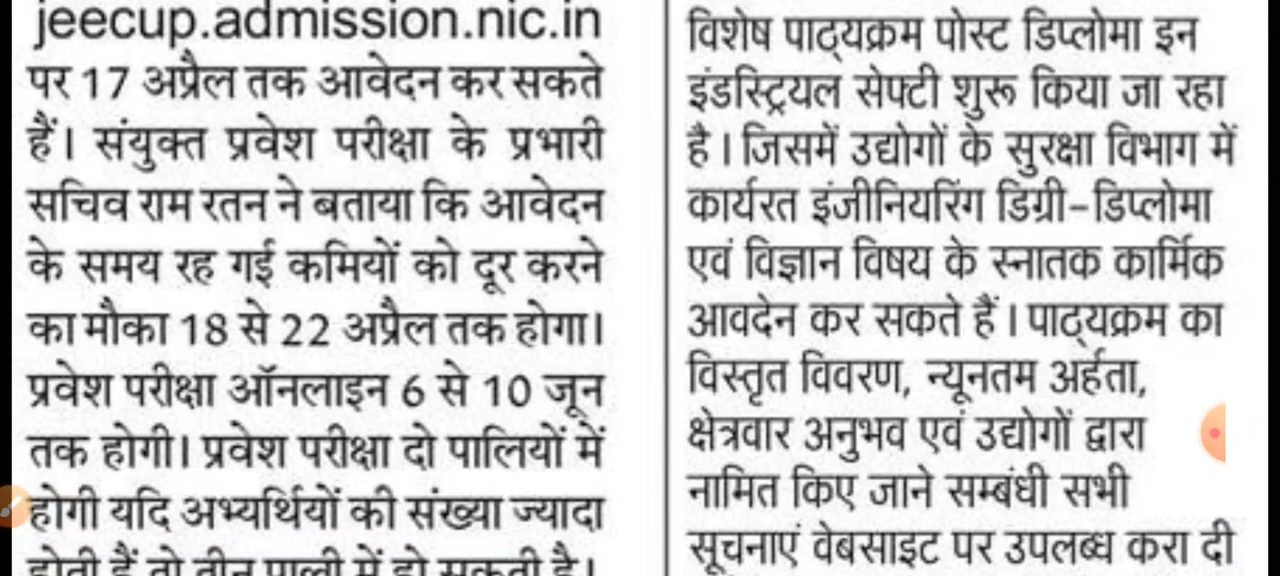 jeecup.admission.nic.in
पर 17 अप्रैल तक आवेदन कर सकते
हैं। संयुक्त प्रवेश परीक्षा के प्रभारी
सचिव राम रतन ने बताया कि आवेदन
के समय रह गई कमियों को दूर करने
का मौका 18 से 22 अप्रैल तक होगा।
प्रवेश परीक्षा ऑनलाइन 6 से 10 जून
तक होगी। प्रवेश परीक्षा दो पालियों में
होगी यदि अभ्यर्थियों की संख्या ज्यादा
होती हैं तो तीन पाली में हो सकती है।
विशेष पाठ्यक्रम पोस्ट डिप्लोमा इन
इंडस्ट्रियल सेफ्टी शुरू किया जा रहा
है। जिसमें उद्योगों के सुरक्षा विभाग में
कार्यरत इंजीनियरिंग डिग्री-डिप्लोमा
एवं विज्ञान विषय के स्नातक कार्मिक
आवदेन कर सकते हैं। पाठ्यक्रम का
विस्तृत विवरण, न्यूनतम अर्हता,
क्षेत्रवार अनुभव एवं उद्योगों द्वारा
नामित किए जाने सम्बंधी सभी
सूचनाएं वेबसाइट पर उपलब्ध करा दी